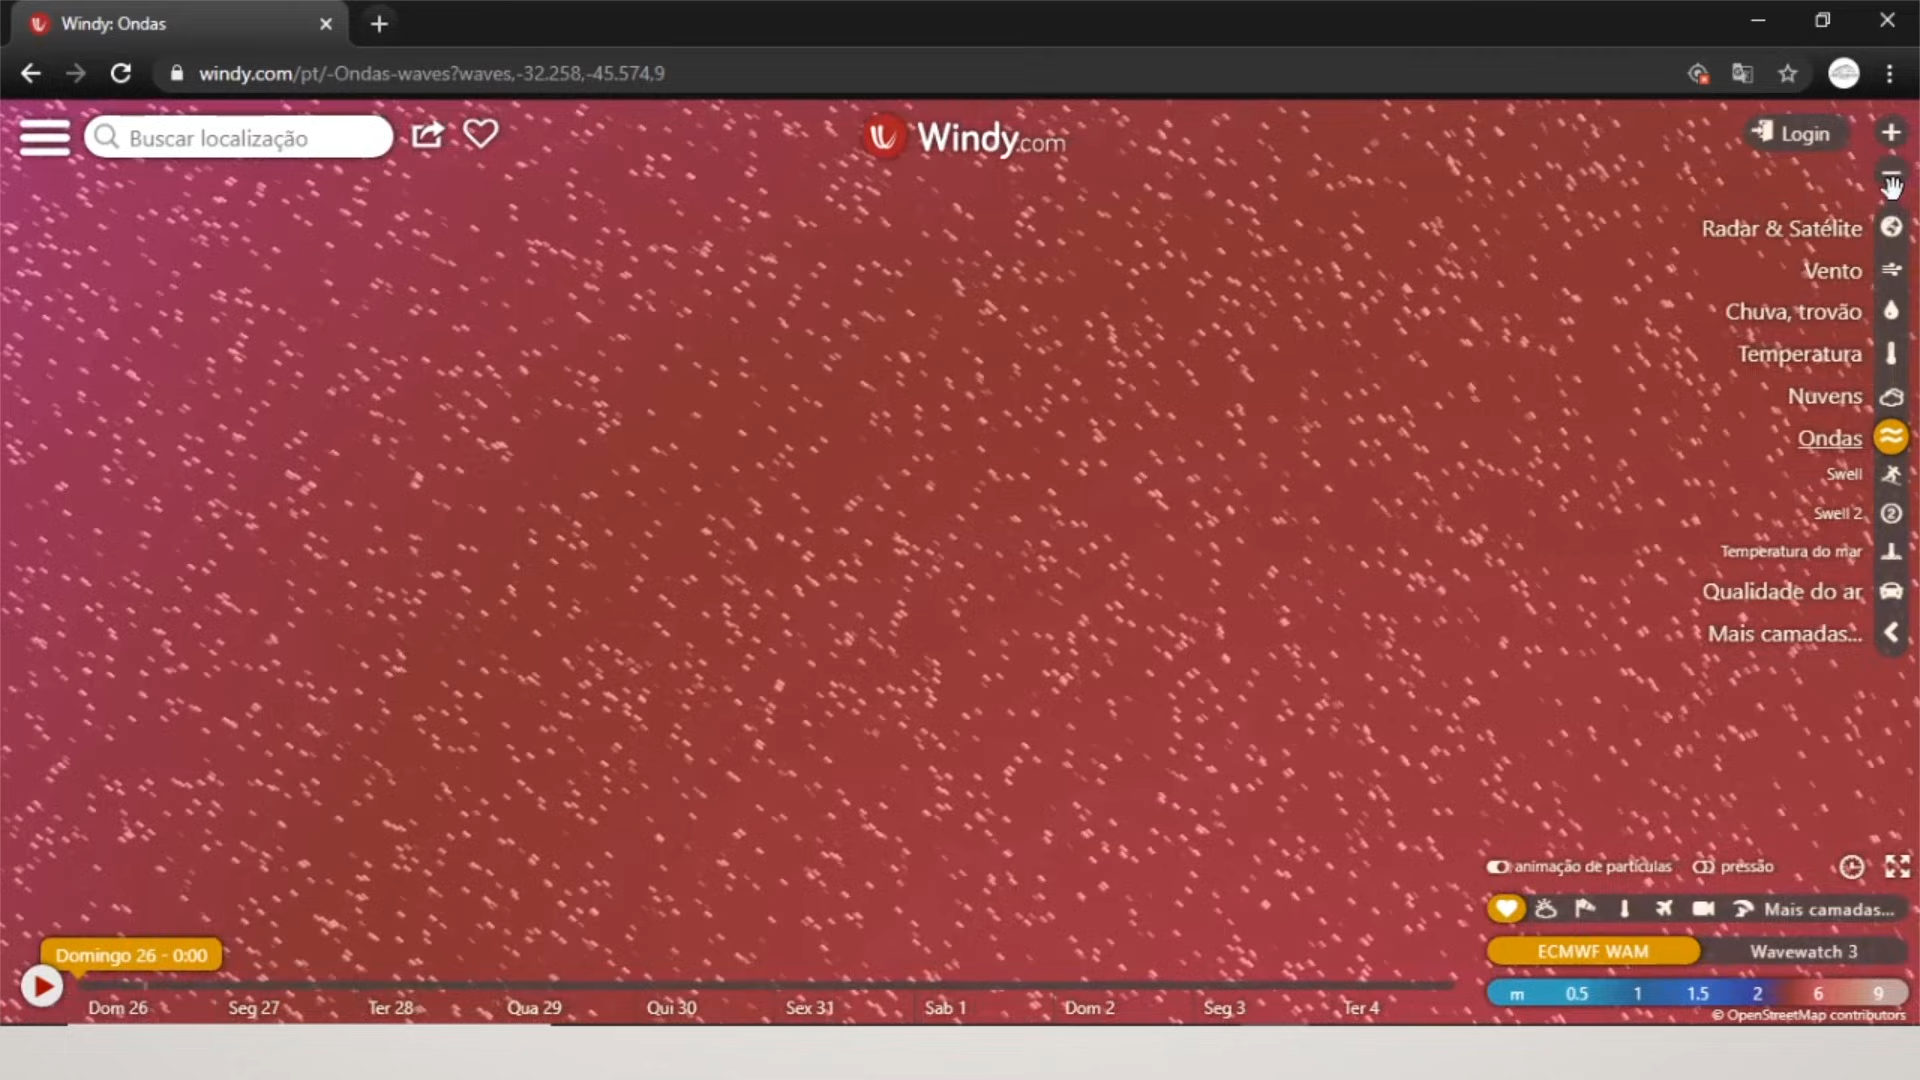 Windy: Ondas
windy.com/pt/-Ondas-waves?waves,-32.258,-45.574,9
Buscar localização
Windy.com
Login
Radar & Satélite
Vento
Chuva, trovão
Temperatura
Nuvens
Ondas
Swell
Swell 2
Temperatura do mar
Qualidade do ar
Mais camadas...
animação de partículas pressão
Mais camadas...
Domingo 26 - 0:00
ECMWF WAM Wavewatch 3
m 0.5 1 1.5 2 6 9
Dom 26 Seg 27 Ter 28 Qua 29 Qui 30 Sex 31 Sab 1 Dom 2 Seg 3 Ter 4
© OpenStreetMap contributors